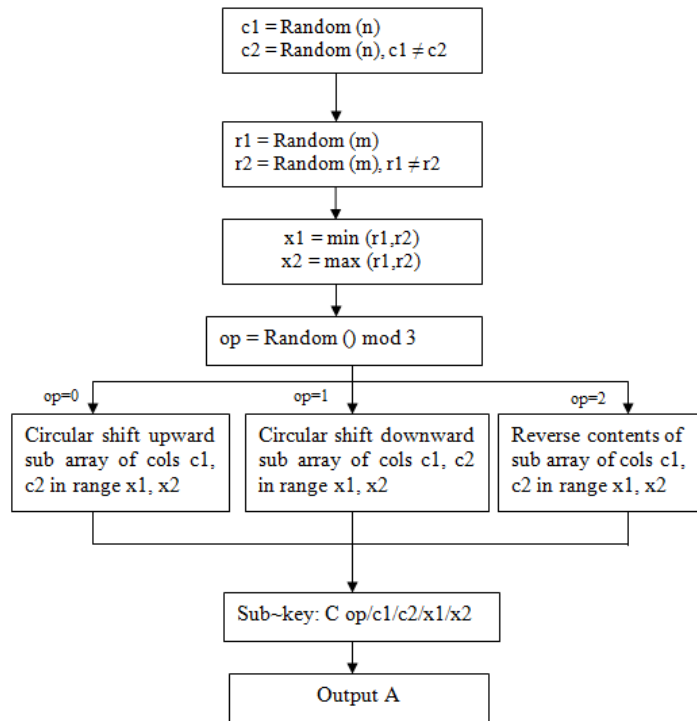 c1 = Random (n)
c2 = Random (n), c1 ≠ c2
r1 = Random (m)
r2 = Random (m), r1 ≠ r2
x1 = min (r1,r2)
x2 = max (r1,r2)
op = Random () mod 3
op=0
op=1
op=2
Circular shift upward
sub array of cols c1,
c2 in range x1, x2
Circular shift downward
sub array of cols c1, c2
in range x1, x2
Reverse contents of
sub array of cols c1,
c2 in range x1, x2
Sub~key: C op/c1/c2/x1/x2
Output A